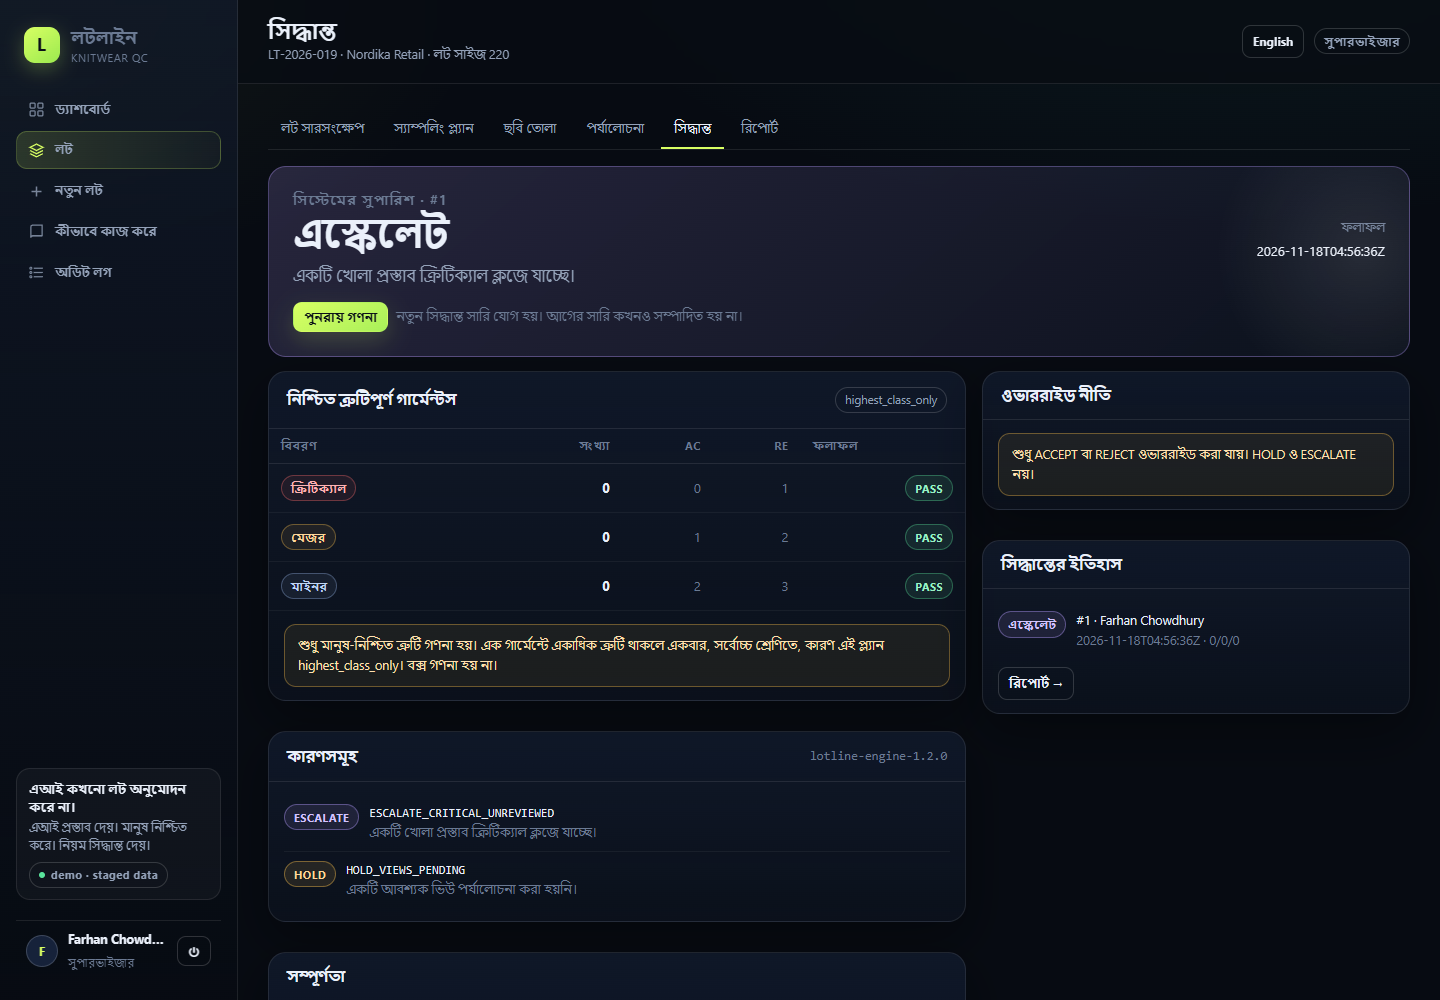 L
লটলাইন
KNITWEAR QC
ড্যাশবোর্ড
লট
নতুন লট
কীভাবে কাজ করে
অডিট লগ
এআই কখনো লট অনুমোদন
করে না।
এআই প্রস্তাব দেয়। মানুষ নিশ্চিত
করে। নিয়ম সিদ্ধান্ত দেয়।
demo · staged data
F
Farhan Chowd...
সুপারভাইজার
সিদ্ধান্ত
LT-2026-019 · Nordika Retail · লট সাইজ 220
English
সুপারভাইজার
লট সারসংক্ষেপ
স্যাম্পলিং প্ল্যান
ছবি তোলা
পর্যালোচনা
সিদ্ধান্ত
রিপোর্ট
সিস্টেমের সুপারিশ · #1
এস্কেলেট
একটি খোলা প্রস্তাব ক্রিটিক্যাল ক্লজে যাচ্ছে।
পুনরায় গণনা
নতুন সিদ্ধান্ত সারি যোগ হয়। আগের সারি কখনও সম্পাদিত হয় না।
ফলাফল
2026-11-18T04:56:36Z
নিশ্চিত ত্রুটিপূর্ণ গার্মেন্টস
highest_class_only
বিবরণ সংখ্যা AC RE ফলাফল
ক্রিটিক্যাল 0 0 1 PASS
মেজর 0 1 2 PASS
মাইনর 0 2 3 PASS
শুধু মানুষ-নিশ্চিত ত্রুটি গণনা হয়। এক গার্মেন্টে একাধিক ত্রুটি থাকলে একবার, সর্বোচ্চ শ্রেণিতে, কারণ এই প্ল্যান
highest_class_only। বক্স গণনা হয় না।
কারণসমূহ
lotline-engine-1.2.0
ESCALATE
ESCALATE_CRITICAL_UNREVIEWED
একটি খোলা প্রস্তাব ক্রিটিক্যাল ক্লজে যাচ্ছে।
HOLD
HOLD_VIEWS_PENDING
একটি আবশ্যক ভিউ পর্যালোচনা করা হয়নি।
সম্পূর্ণতা
ওভাররাইড নীতি
শুধু ACCEPT বা REJECT ওভাররাইড করা যায়। HOLD ও ESCALATE
নয়।
সিদ্ধান্তের ইতিহাস
এস্কেলেট
#1 · Farhan Chowdhury
2026-11-18T04:56:36Z · 0/0/0
রিপোর্ট →